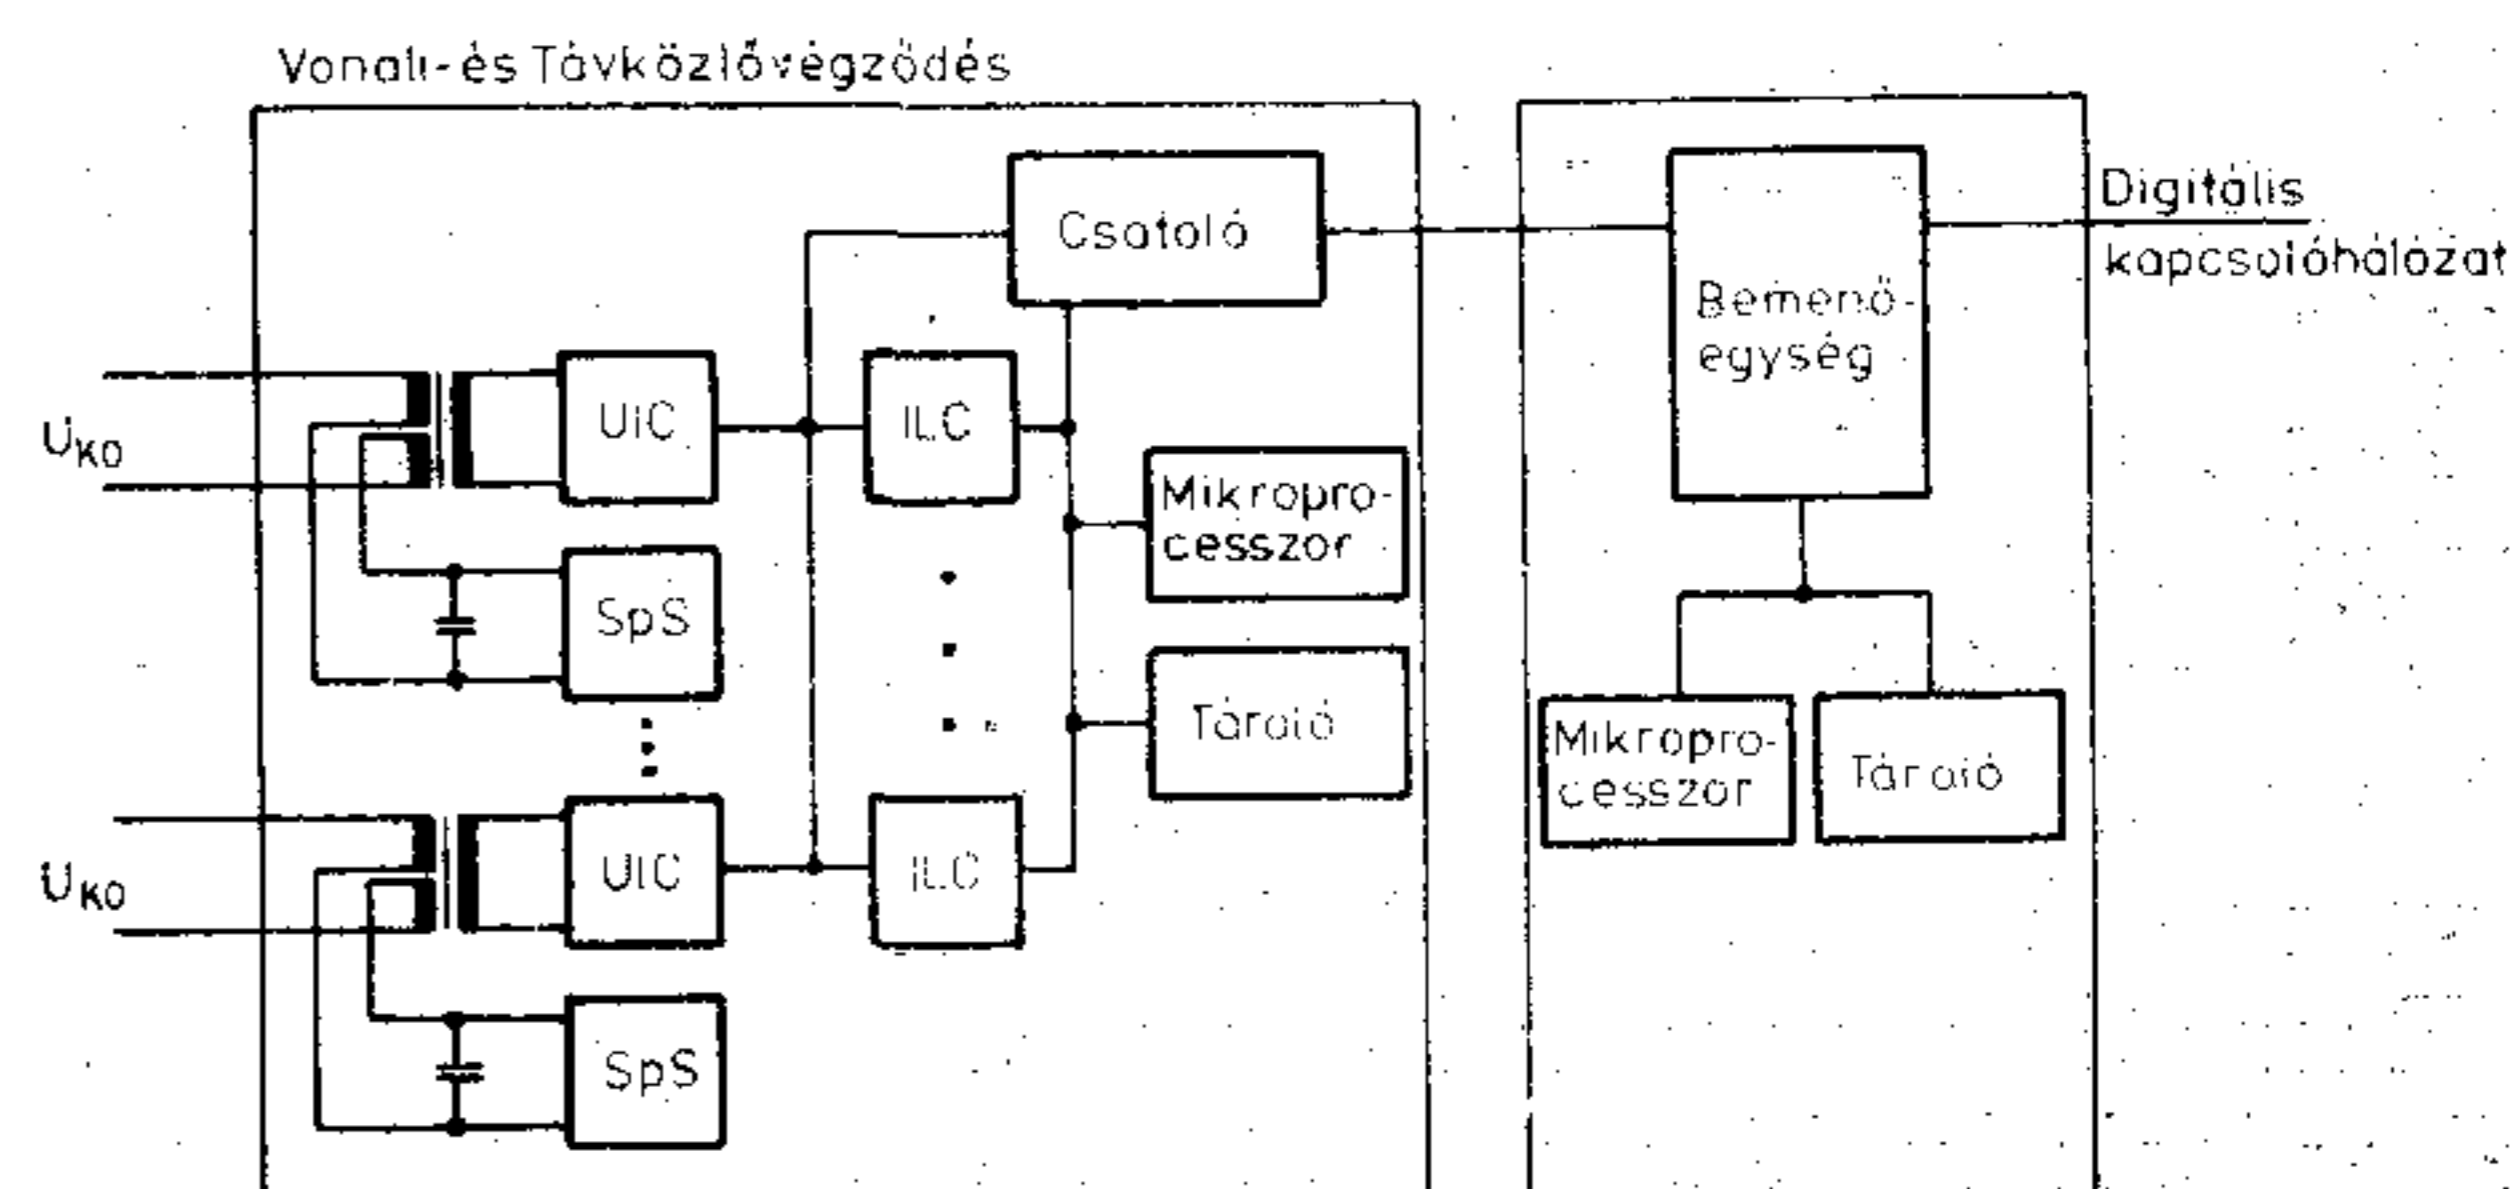 Vonali-és Távközlővégződés
Csatoló
Digitális
kapcsolóhálózat
Bemenő-
egység
UKO
UIC
ILC
Mikropro-
cesszor
SpS
Tároló
Mikropro-
cesszor
Tároló
UKO
UIC
ILC
SpS